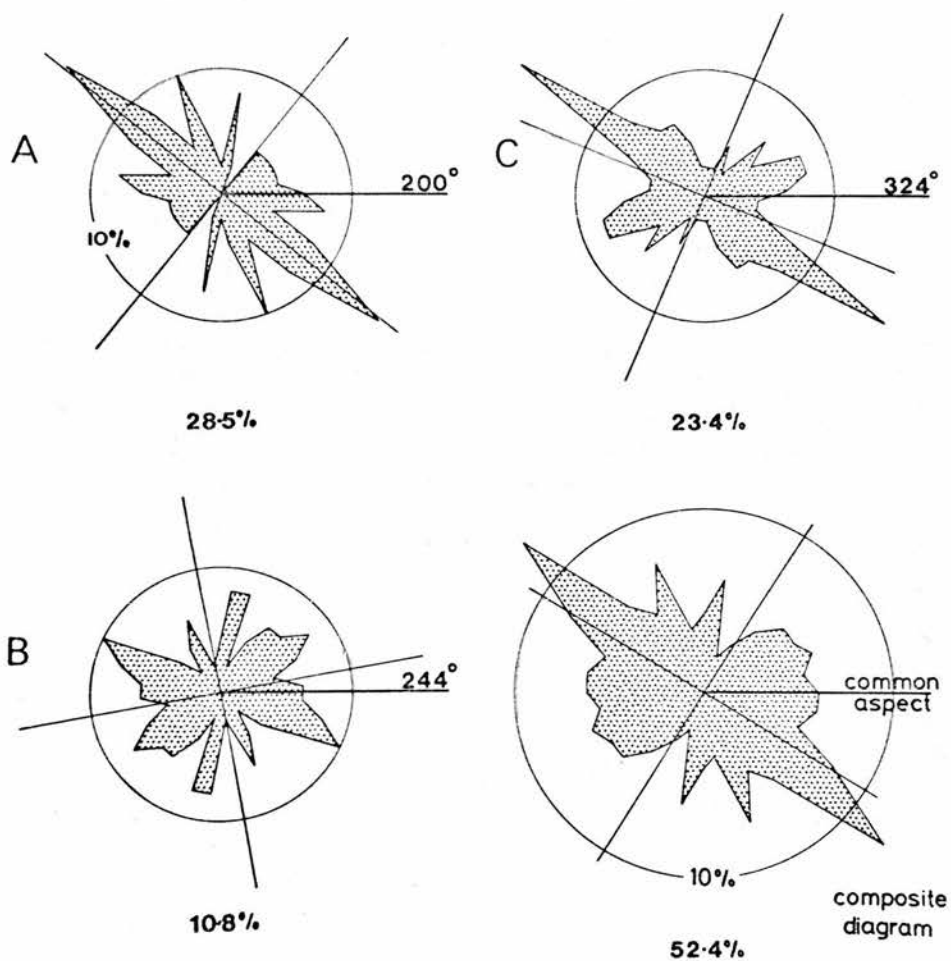 A
200°
10%
28·5%
C
324°
23·4%
B
244°
10·8%
common
aspect
10%
composite
diagram
52·4%